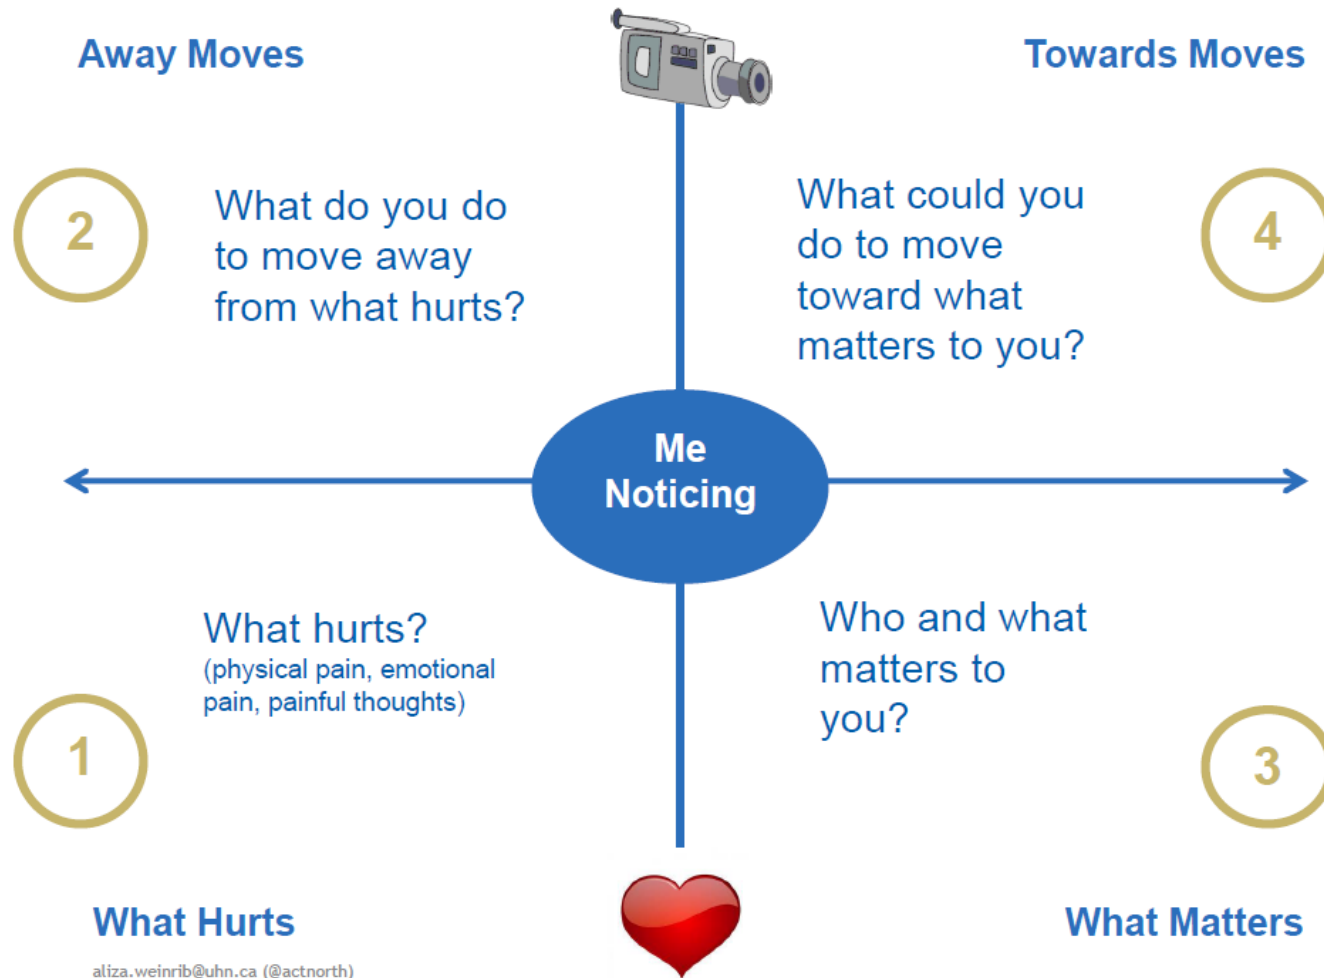 Away Moves
Towards Moves
2
What do you do
to move away
from what hurts?
What could you
do to move
toward what
matters to you?
4
Me
Noticing
1
What hurts?
(physical pain, emotional
pain, painful thoughts)
Who and what
matters to
you?
3
What Hurts
What Matters
aliza.weinrib@uhn.ca (@actnorth)